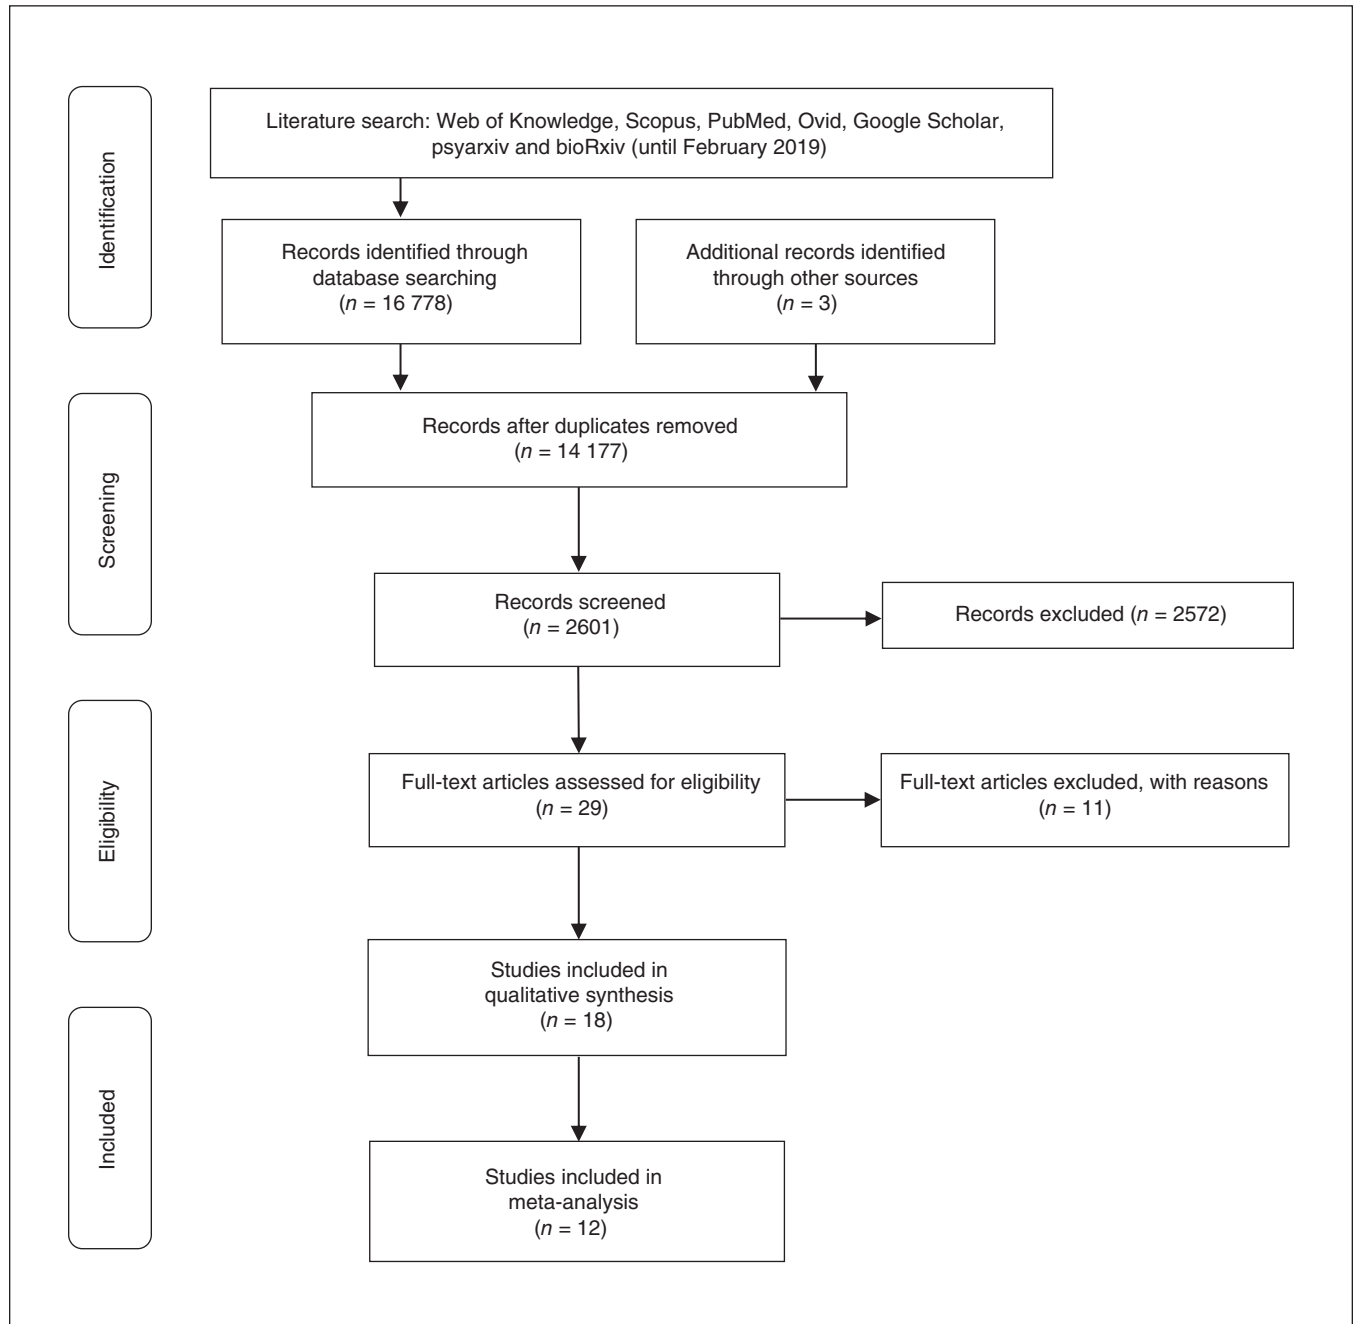 Identification
Literature search: Web of Knowledge, Scopus, PubMed, Ovid, Google Scholar,
psyarxiv and bioRxiv (until February 2019)
Records identified through
database searching
(n = 16 778)
Additional records identified
through other sources
(n = 3)
Screening
Records after duplicates removed
(n = 14 177)
Records screened
(n = 2601)
Records excluded (n = 2572)
Eligibility
Full-text articles assessed for eligibility
(n = 29)
Full-text articles excluded, with reasons
(n = 11)
Studies included in
qualitative synthesis
(n = 18)
Included
Studies included in
meta-analysis
(n = 12)